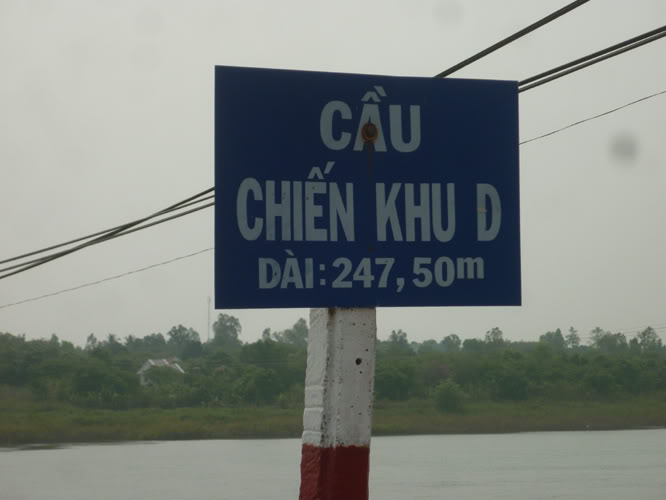 CẦU
CHIẾN KHU D
DÀI: 247,50m